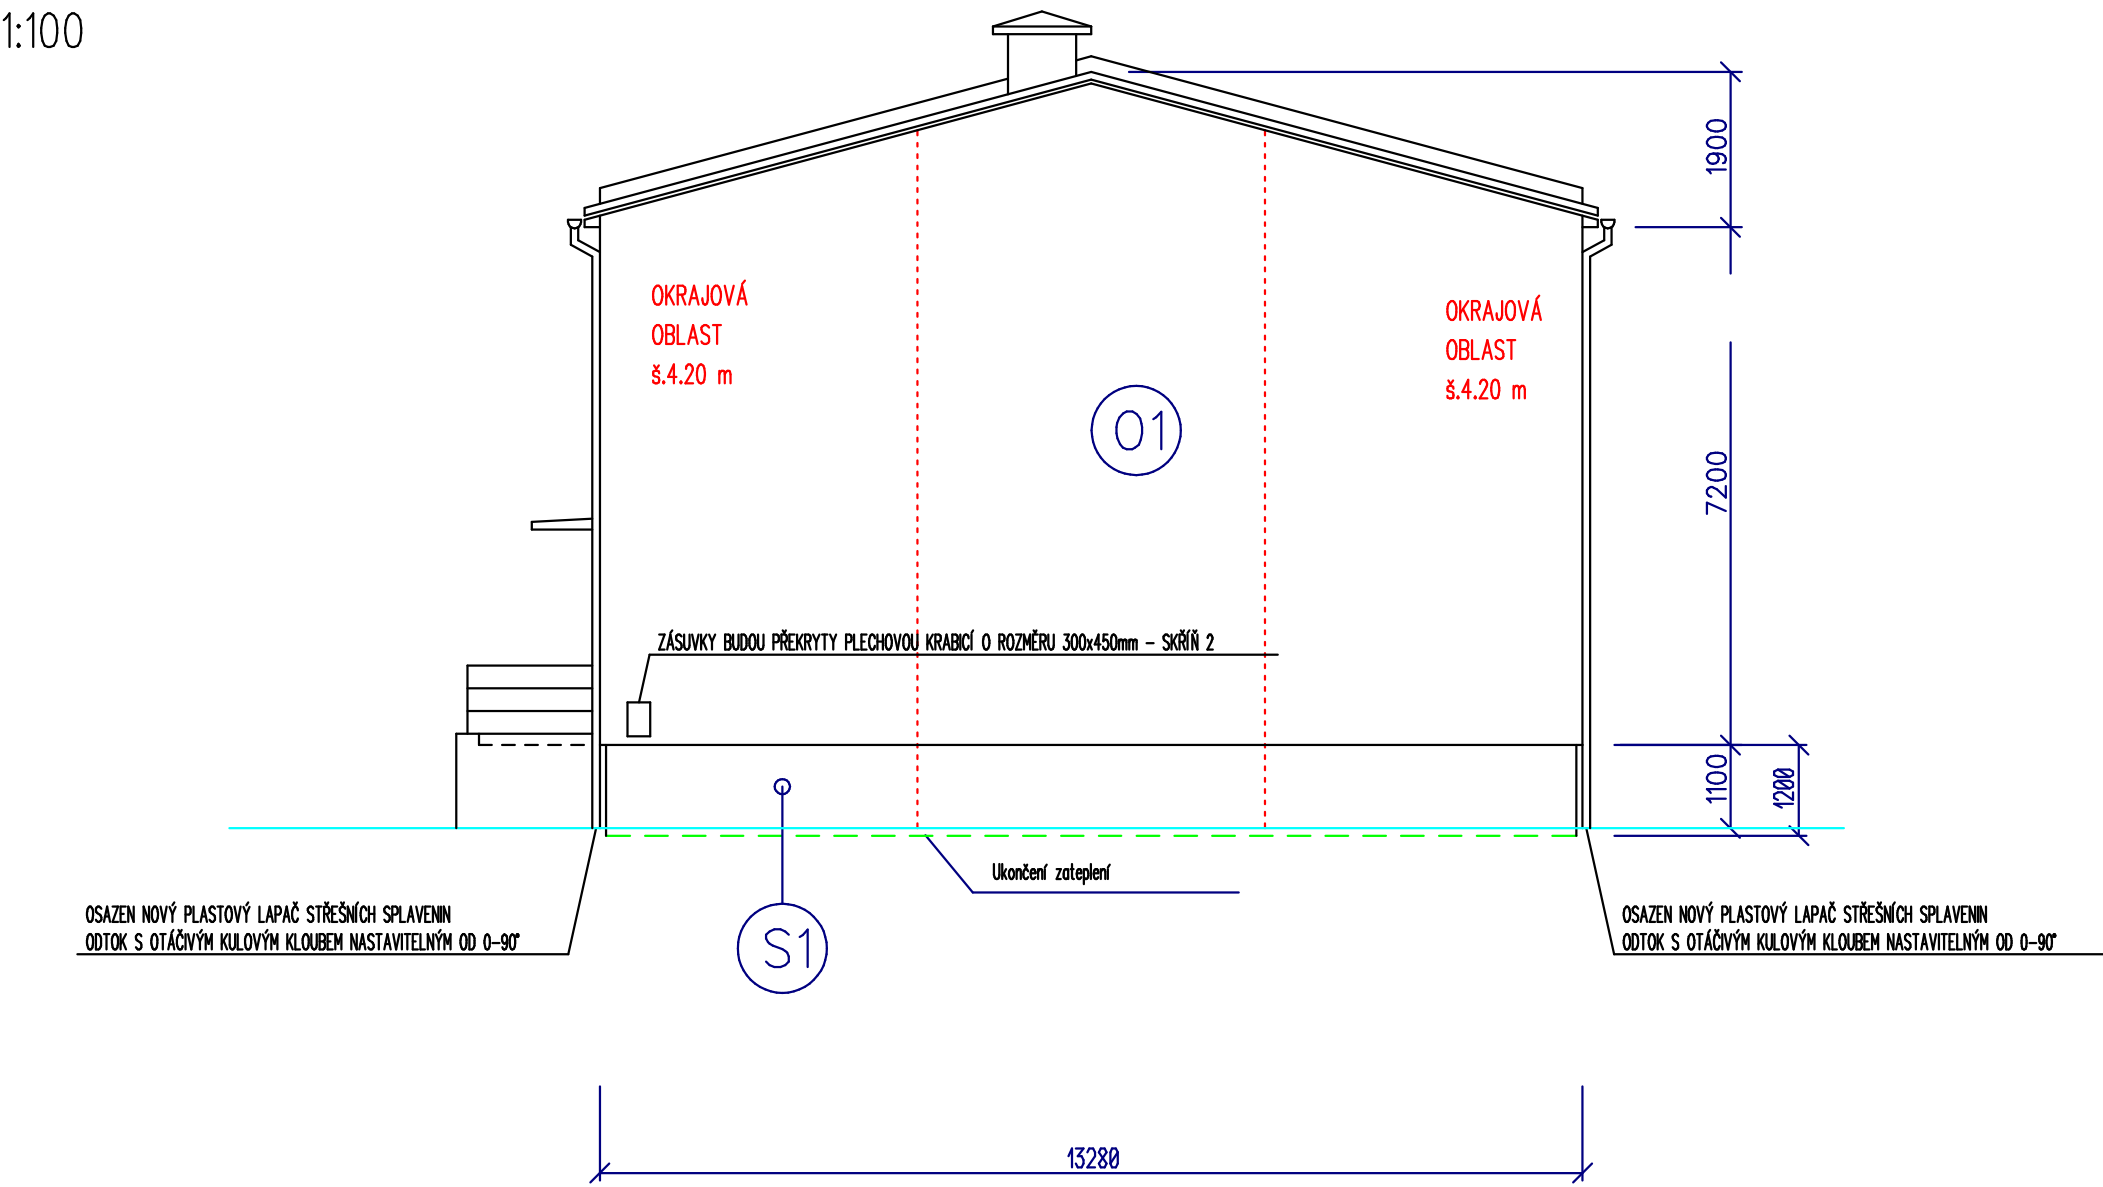 1:100
1900
OKRAJOVÁ
OBLAST
š.4.20 m
OKRAJOVÁ
OBLAST
š.4.20 m
O1
7200
ZÁSUVKY BUDOU PŘEKRYTY PLECHOVOU KRABICÍ O ROZMĚRU 300x450mm – SKŘÍŇ 2
1100
1200
Ukončení zateplení
OSAZEN NOVÝ PLASTOVÝ LAPAČ STŘEŠNÍCH SPLAVENIN
ODTOK S OTÁČIVÝM KULOVÝM KLOUBEM NASTAVITELNÝM OD 0–90°
S1
OSAZEN NOVÝ PLASTOVÝ LAPAČ STŘEŠNÍCH SPLAVENIN
ODTOK S OTÁČIVÝM KULOVÝM KLOUBEM NASTAVITELNÝM OD 0–90°
13280